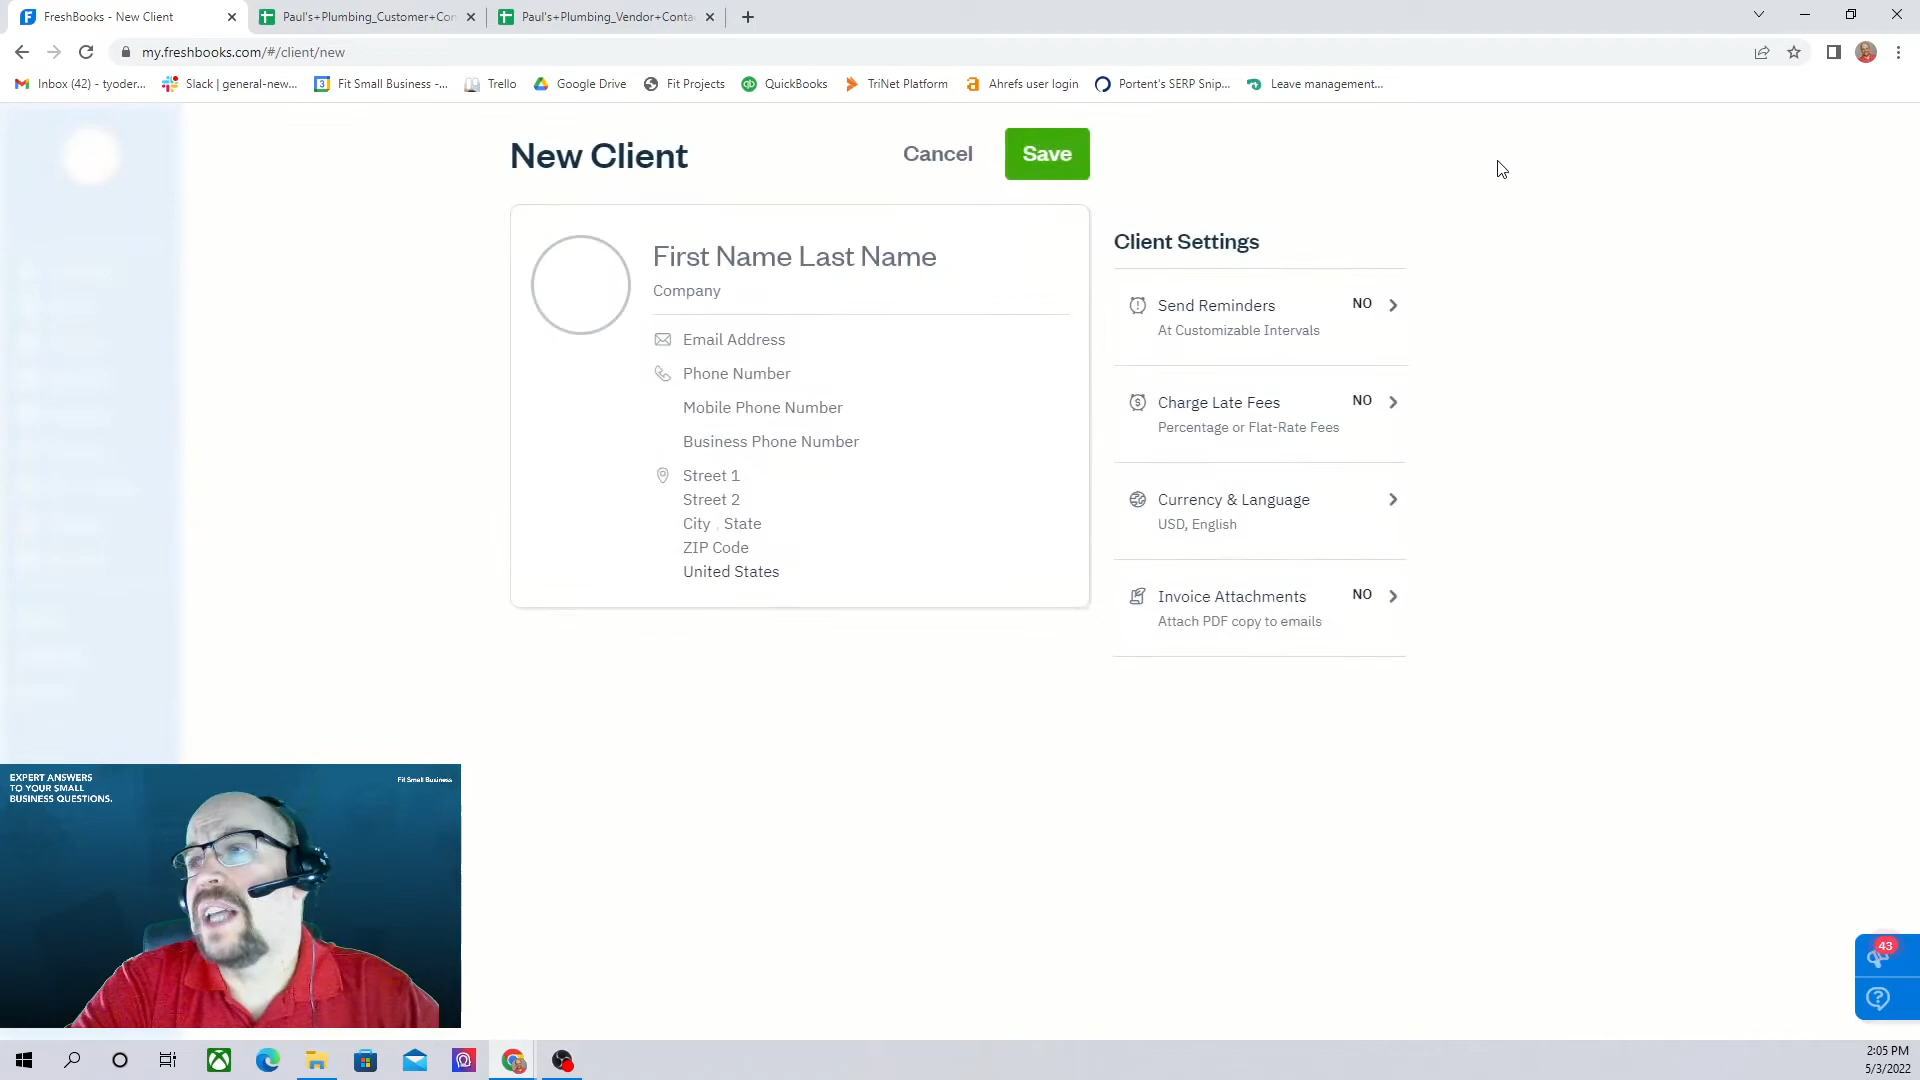 FreshBooks - New Client
Paul's+Plumbing_Customer+Con
Paul's+Plumbing_Vendor+Conta
my.freshbooks.com/#/client/new
Inbox (42) - tyoder...
Slack | general-new...
3
Fit Small Business -...
Trello
Google Drive
Fit Projects
QuickBooks
TriNet Platform
Ahrefs user login
Portent's SERP Snip...
Leave management...
New Client
Cancel
Save
First Name Last Name
Company
Email Address
Phone Number
Mobile Phone Number
Business Phone Number
Street 1
Street 2
City , State
ZIP Code
United States
Client Settings
Send Reminders
NO
At Customizable Intervals
Charge Late Fees
NO
Percentage or Flat-Rate Fees
Currency & Language
USD, English
Invoice Attachments
NO
Attach PDF copy to emails
EXPERT ANSWERS
TO YOUR SMALL
BUSINESS QUESTIONS.
Fit Small Business
43
2:05 PM
5/3/2022